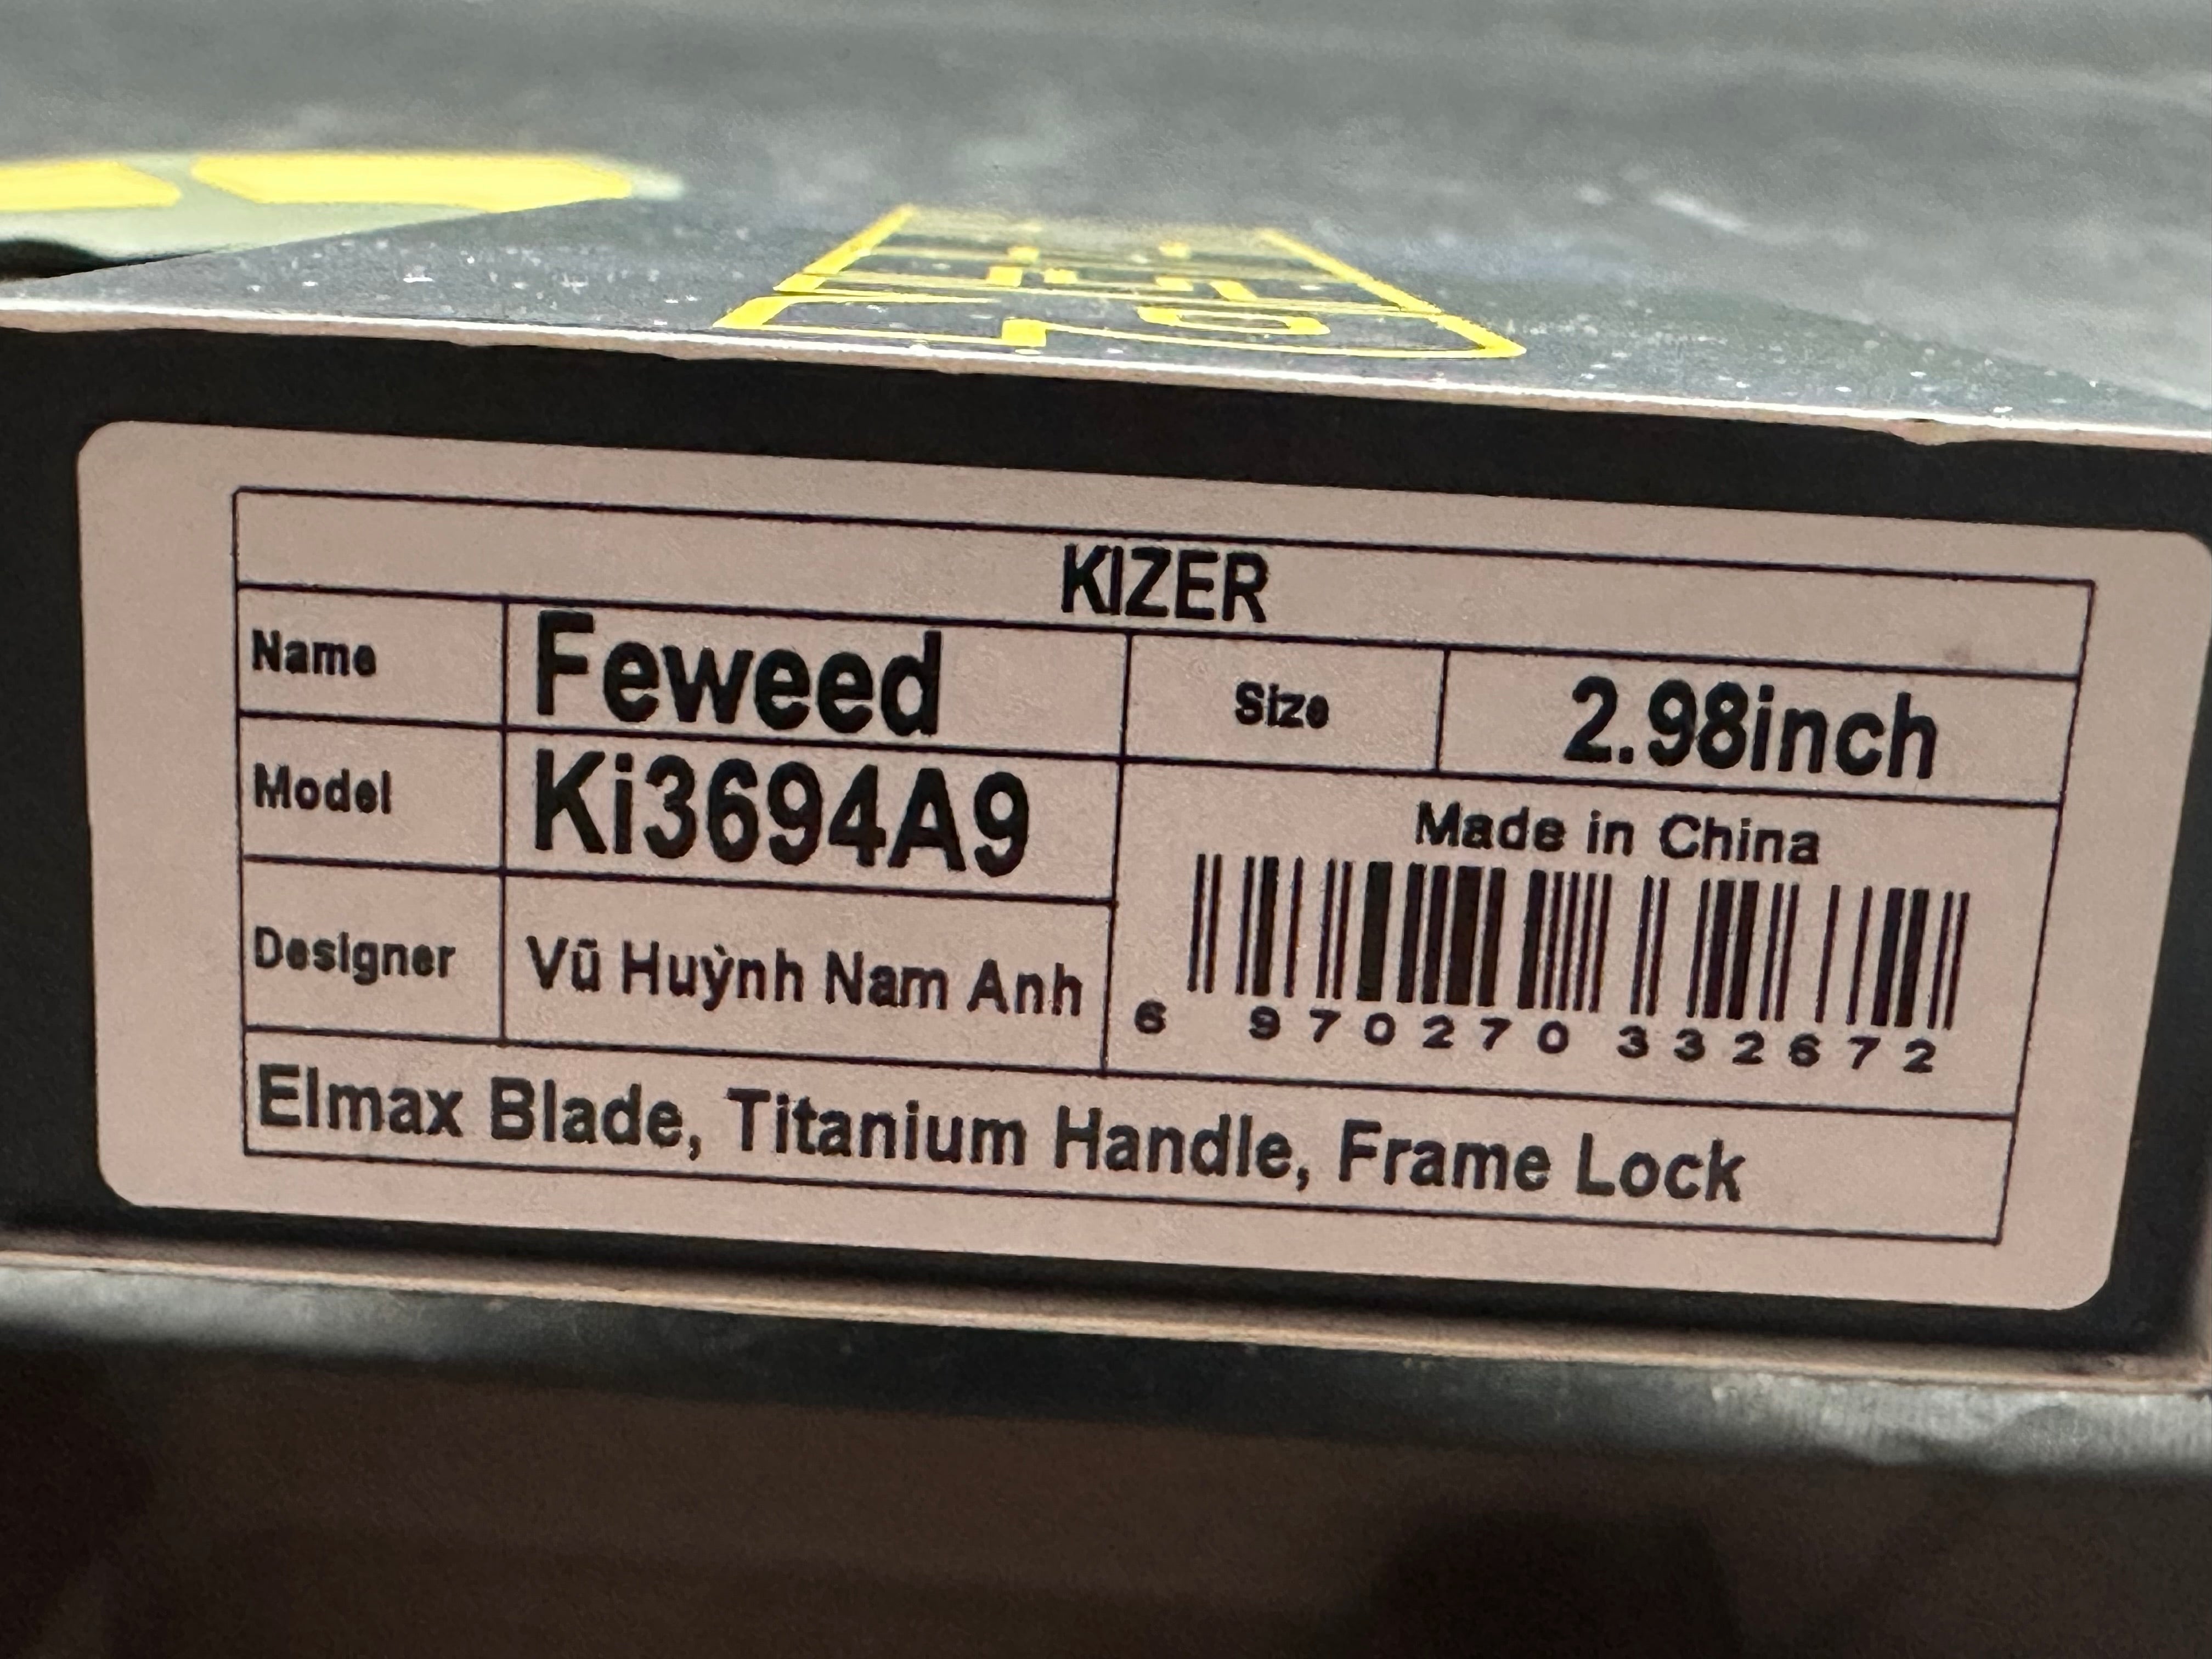 KIZER
Name Feweed Size 2.98inch
Model Ki3694A9
Made in China
Designer Vũ Huỳnh Nam Anh
6 970270 332672
Elmax Blade, Titanium Handle, Frame Lock